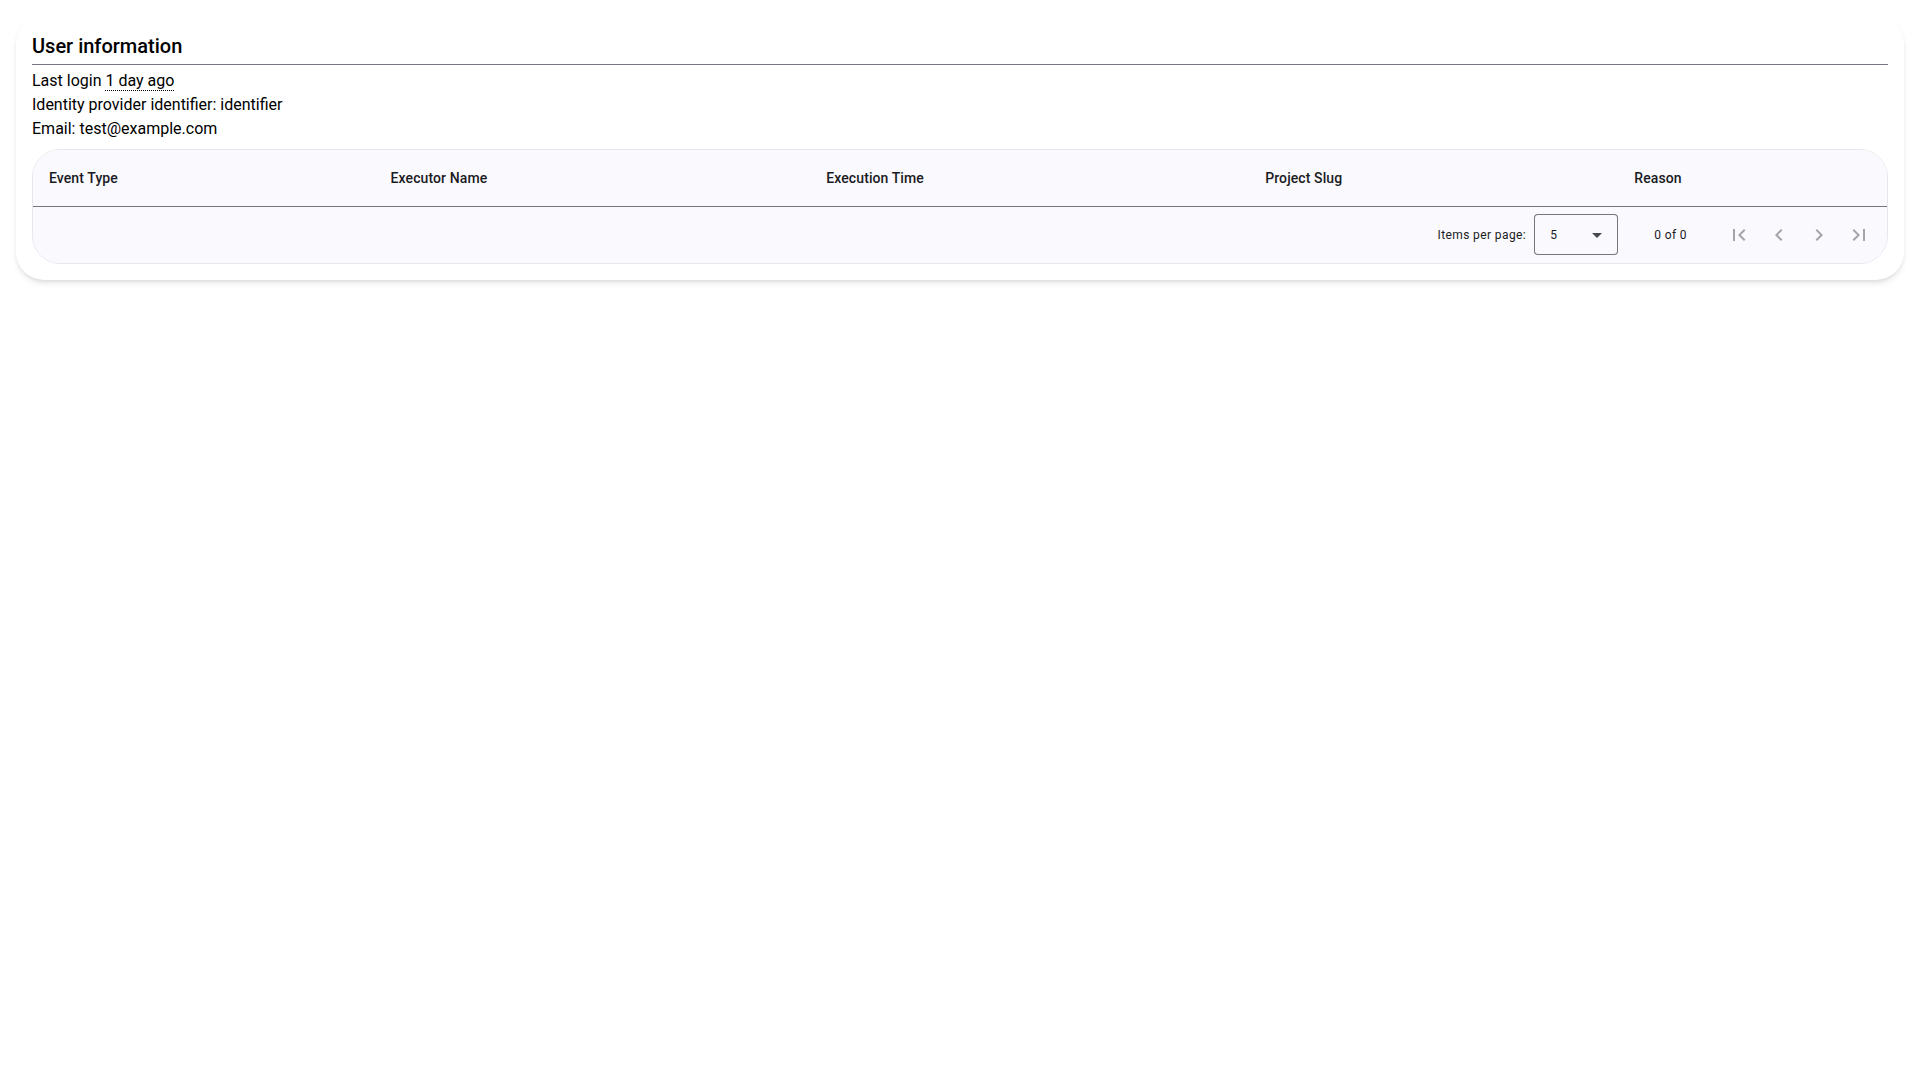 User information
Last login 1 day ago
Identity provider identifier: identifier
Email: test@example.com
Event Type Executor Name Execution Time Project Slug Reason
Items per page: 5 0 of 0